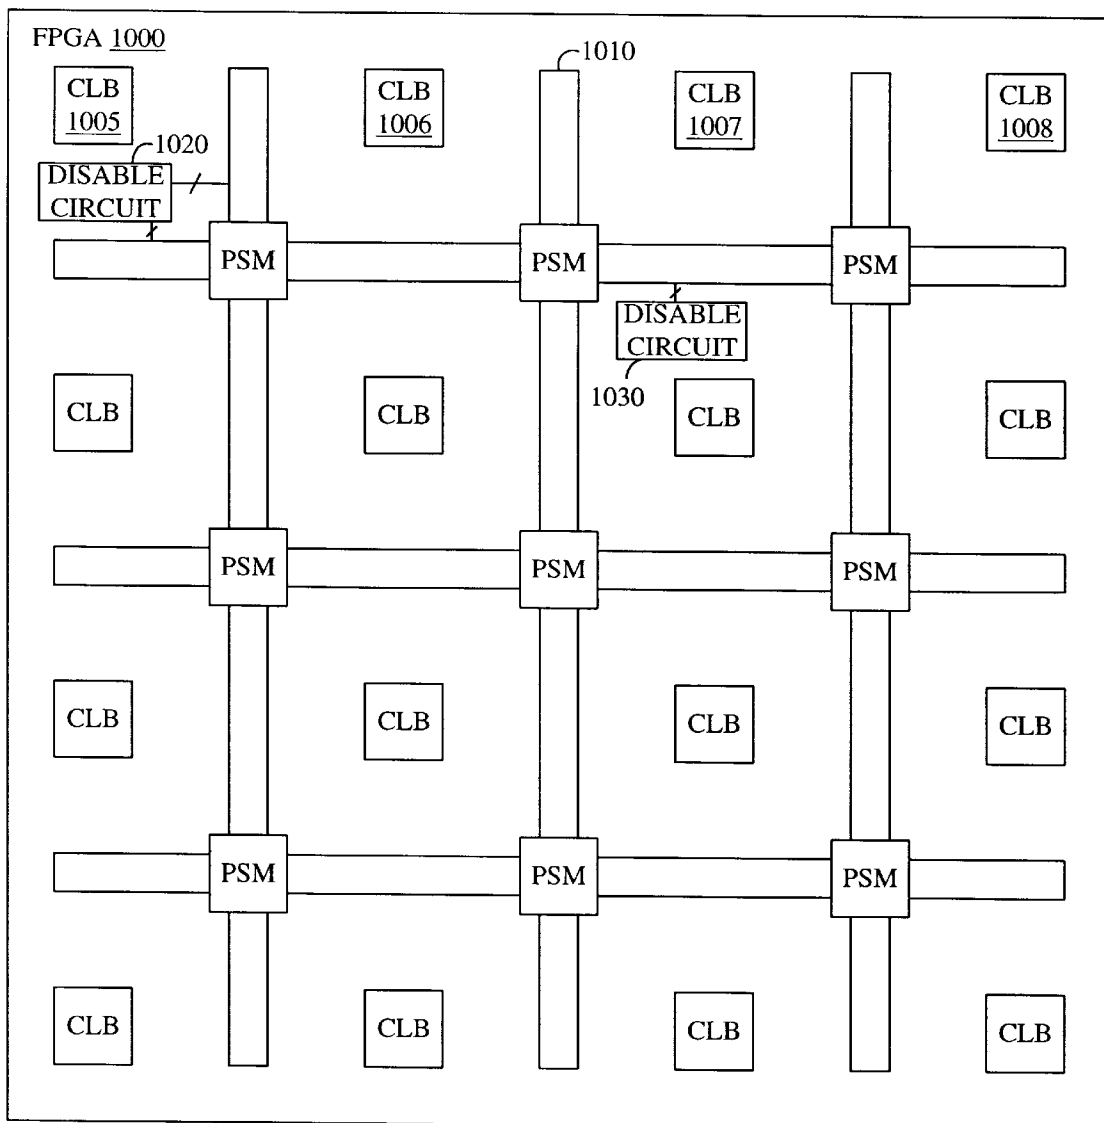 FPGA 1000
1010
CLB
1005
CLB
1006
CLB
1007
CLB
1008
1020
DISABLE
CIRCUIT
PSM
PSM
PSM
DISABLE
CIRCUIT
1030
CLB
CLB
CLB
CLB
PSM
PSM
PSM
CLB
CLB
CLB
CLB
PSM
PSM
PSM
CLB
CLB
CLB
CLB